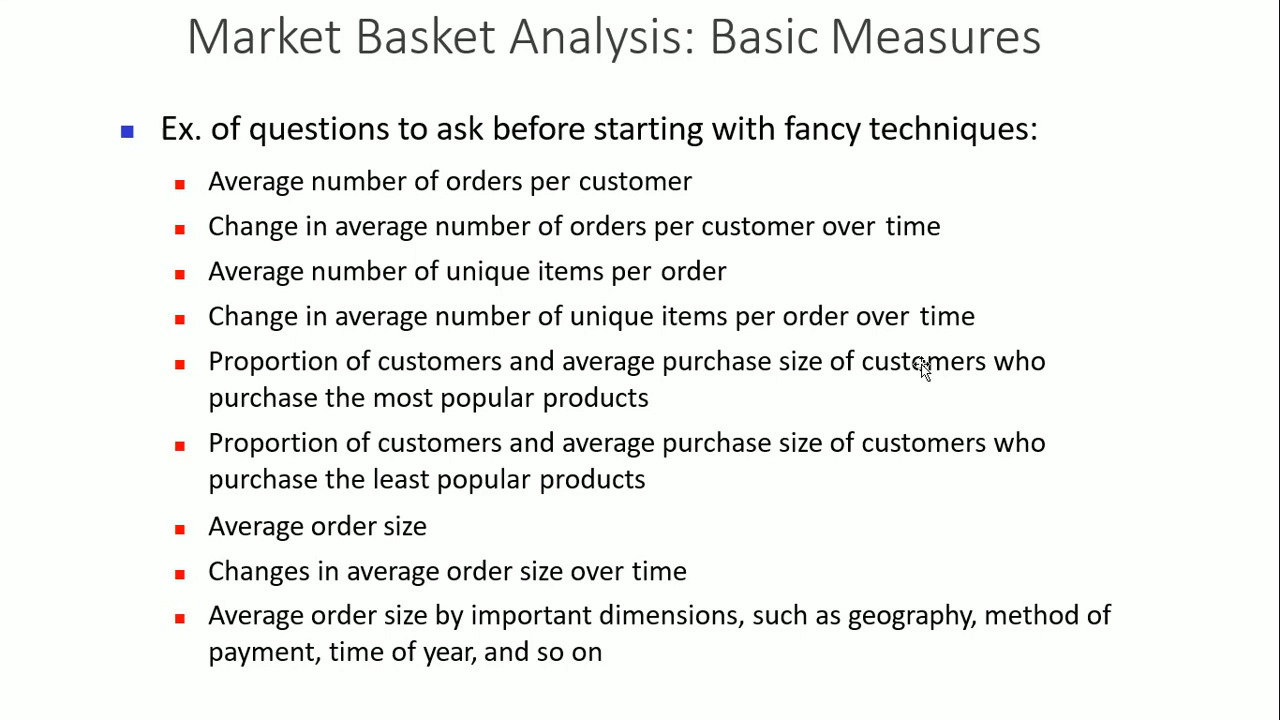 Market Basket Analysis: Basic Measures
Ex. of questions to ask before starting with fancy techniques:
Average number of orders per customer
Change in average number of orders per customer over time
Average number of unique items per order
Change in average number of unique items per order over time
Proportion of customers and average purchase size of customers who
purchase the most popular products
Proportion of customers and average purchase size of customers who
purchase the least popular products
Average order size
Changes in average order size over time
Average order size by important dimensions, such as geography, method of
payment, time of year, and so on